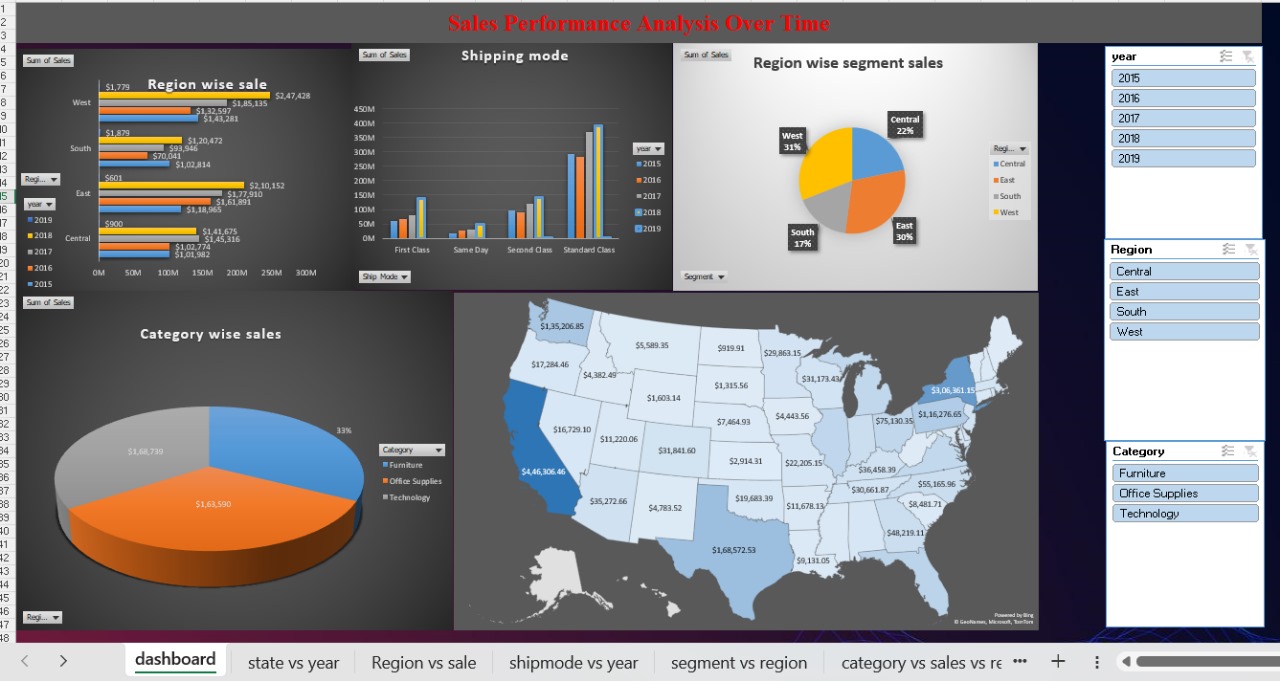 Sales Performance Analysis Over Time
Sum of Sales
Region wise sale
West
$1,779
$2,47,428
$1,85,135
$1,32,597
$1,43,281
South
$1,879
$1,20,472
$93,946
$70,041
$1,02,814
East
$601
$2,10,152
$1,77,910
$1,61,891
$1,18,965
Central
$900
$1,41,675
$1,45,316
$1,02,774
$1,01,982
0M 50M 100M 150M 200M 250M 300M
Regi...
year
2019
2018
2017
2016
2015
Sum of Sales
Shipping mode
450M
400M
350M
300M
250M
200M
150M
100M
50M
0M
First Class Same Day Second Class Standard Class
year
2015
2016
2017
2018
2019
Ship Mode
Sum of Sales
Region wise segment sales
Central
22%
West
31%
South
17%
East
30%
Regi...
Central
East
South
West
Segment
year
2015
2016
2017
2018
2019
Region
Central
East
South
West
Category
Furniture
Office Supplies
Technology
Sum of Sales
Category wise sales
33%
$1,68,739
$1,63,590
Category
Furniture
Office Supplies
Technology
Regi...
$1,35,206.85
$5,589.35
$919.91
$29,863.15
$17,284.46
$4,382.49
$1,315.56
$31,173.43
$3,06,361.15
$1,603.14
$7,464.93
$4,443.56
$75,130.35
$1,16,276.65
$16,729.10
$11,220.06
$31,841.60
$2,914.31
$22,205.15
$36,458.39
$4,46,306.46
$35,272.66
$4,783.52
$19,683.39
$11,678.13
$30,661.87
$55,165.96
$8,481.71
$48,219.11
$1,68,572.53
$9,131.05
Powered by Bing
© GeoNames, Microsoft, TomTom
dashboard state vs year Region vs sale shipmode vs year segment vs region category vs sales vs re